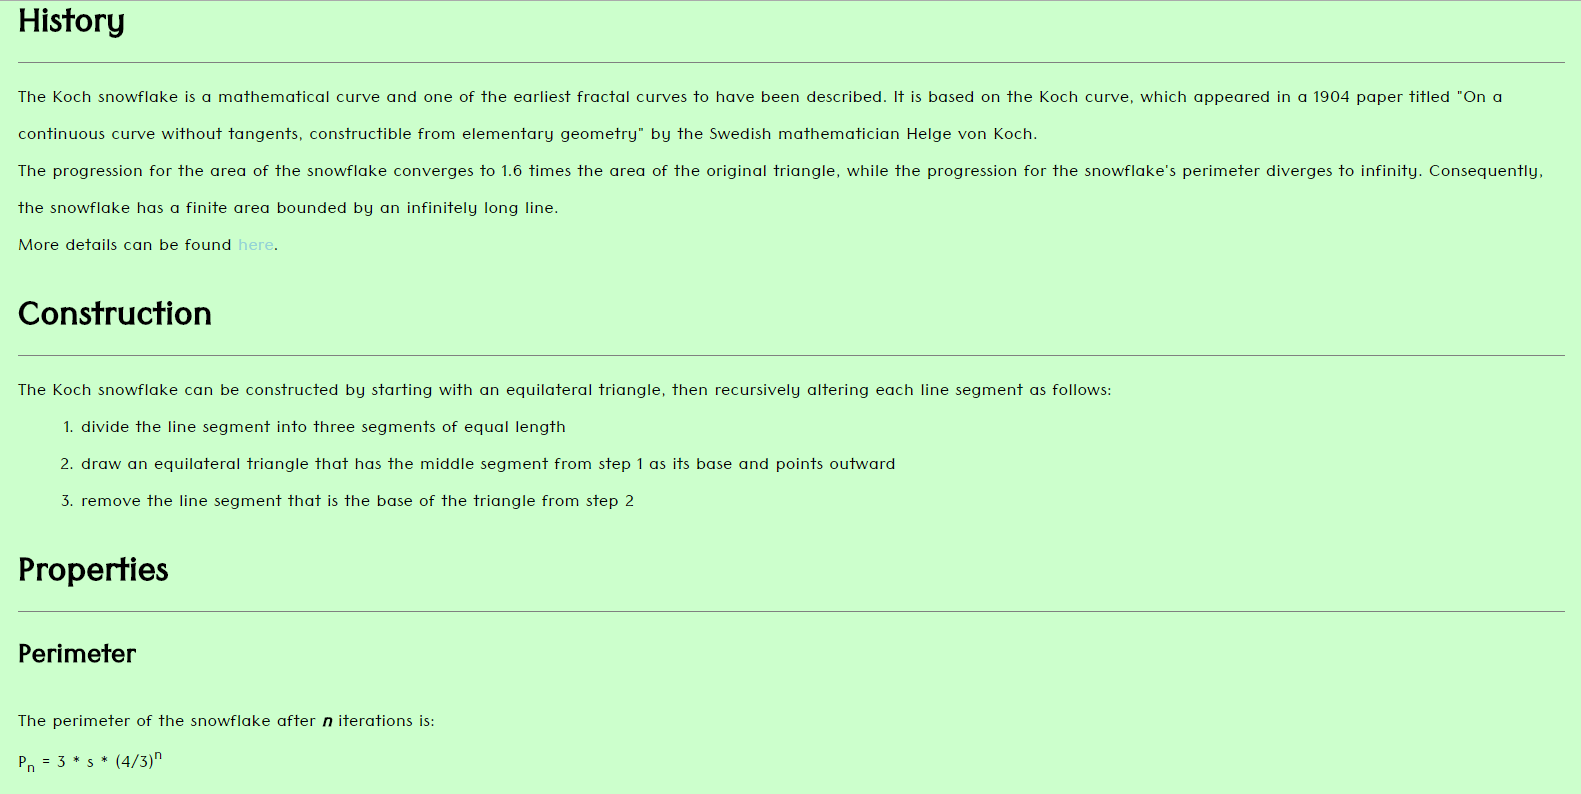 History
The Koch snowflake is a mathematical curve and one of the earliest fractal curves to have been described. It is based on the Koch curve, which appeared in a 1904 paper titled "On a
continuous curve without tangents, constructible from elementary geometry" by the Swedish mathematician Helge von Koch.
The progression for the area of the snowflake converges to 1.6 times the area of the original triangle, while the progression for the snowflake's perimeter diverges to infinity. Consequently,
the snowflake has a finite area bounded by an infinitely long line.
More details can be found here.
Construction
The Koch snowflake can be constructed by starting with an equilateral triangle, then recursively altering each line segment as follows:
1. divide the line segment into three segments of equal length
2. draw an equilateral triangle that has the middle segment from step 1 as its base and points outward
3. remove the line segment that is the base of the triangle from step 2
Properties
Perimeter
The perimeter of the snowflake after n iterations is:
Pₙ = 3 * s * (4/3)ⁿ